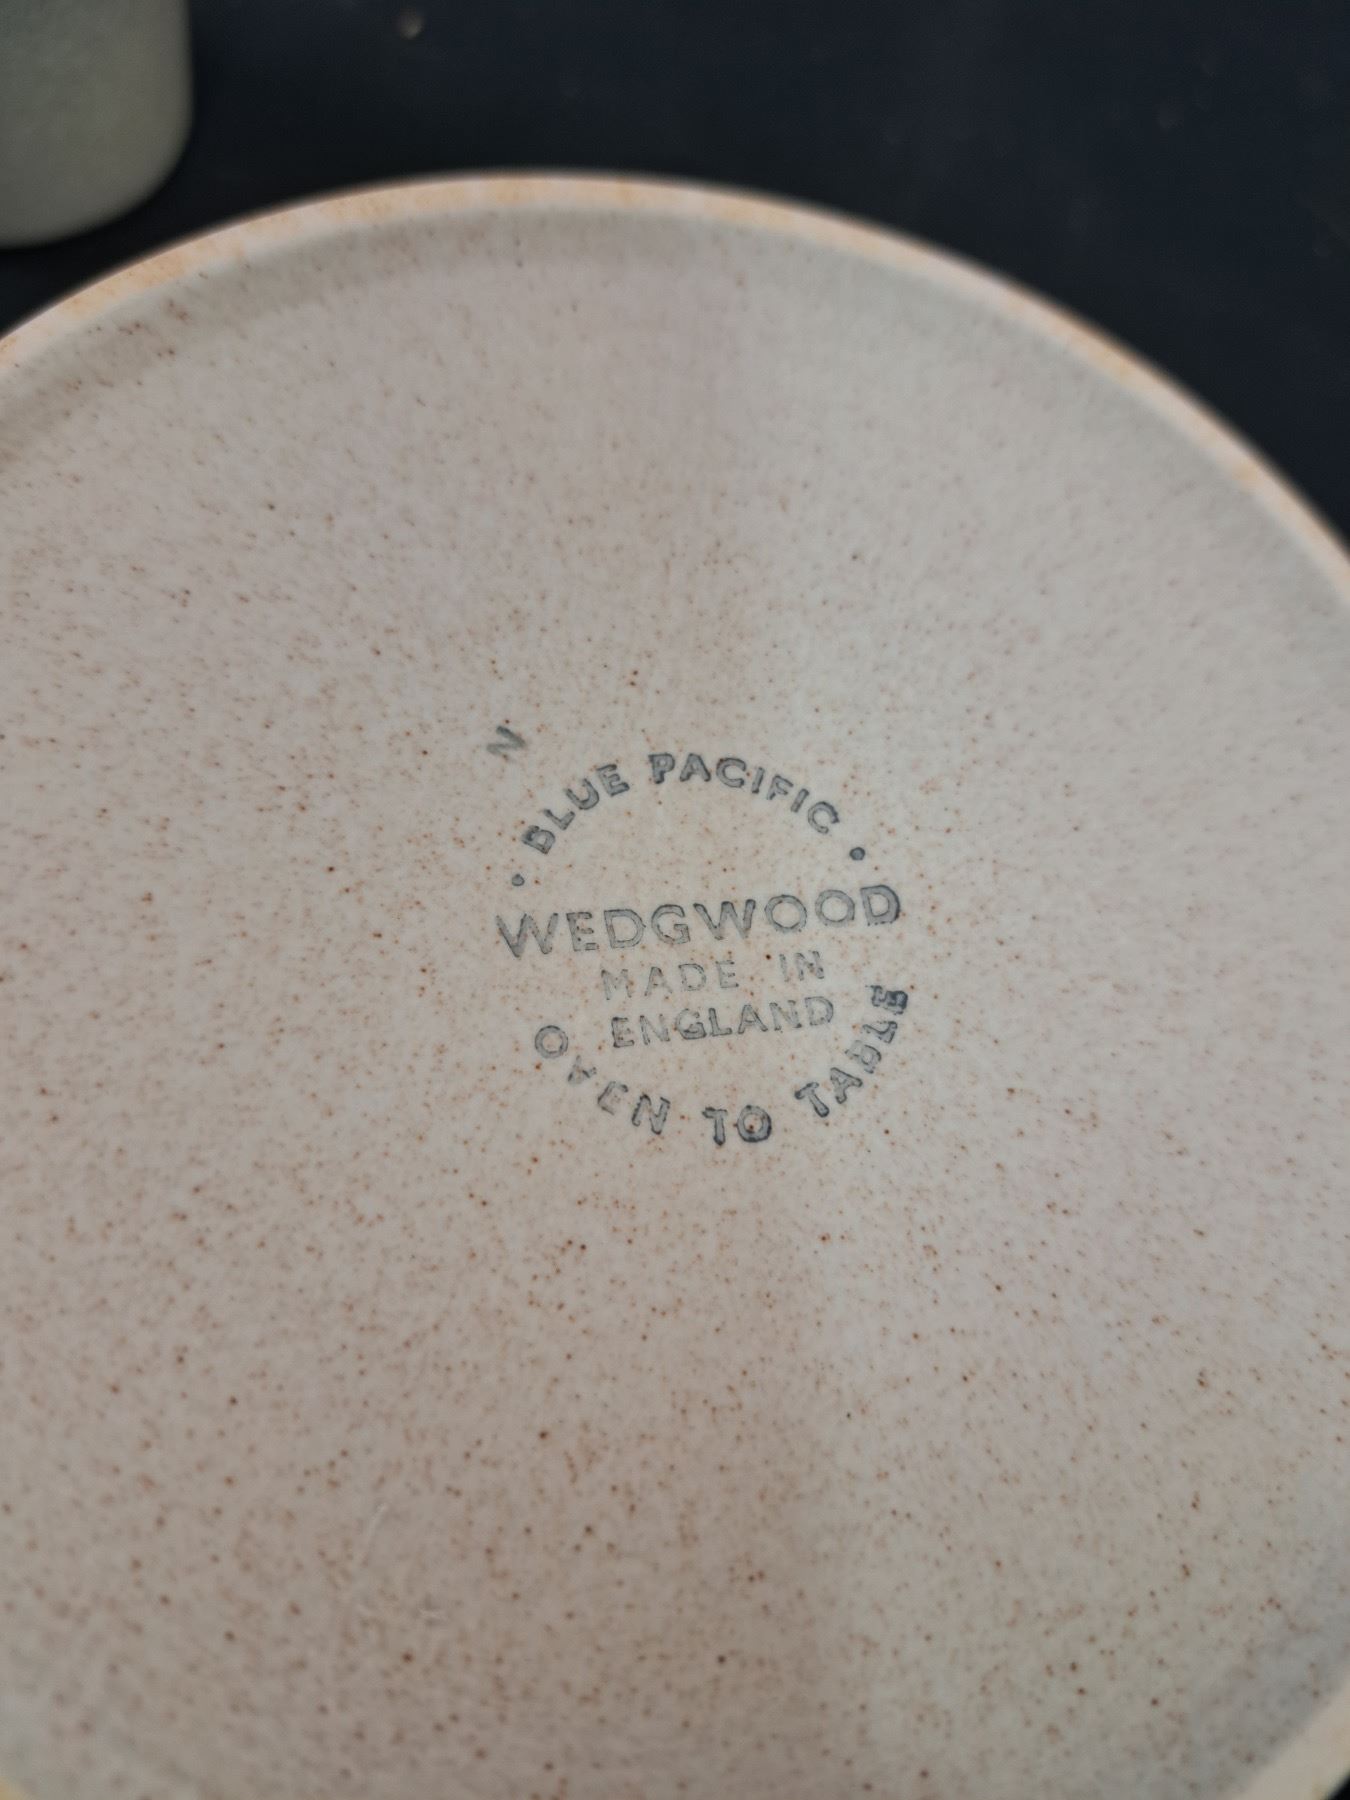 N
· BLUE PACIFIC ·
WEDGWOOD
MADE IN
ENGLAND
OVEN TO TABLE